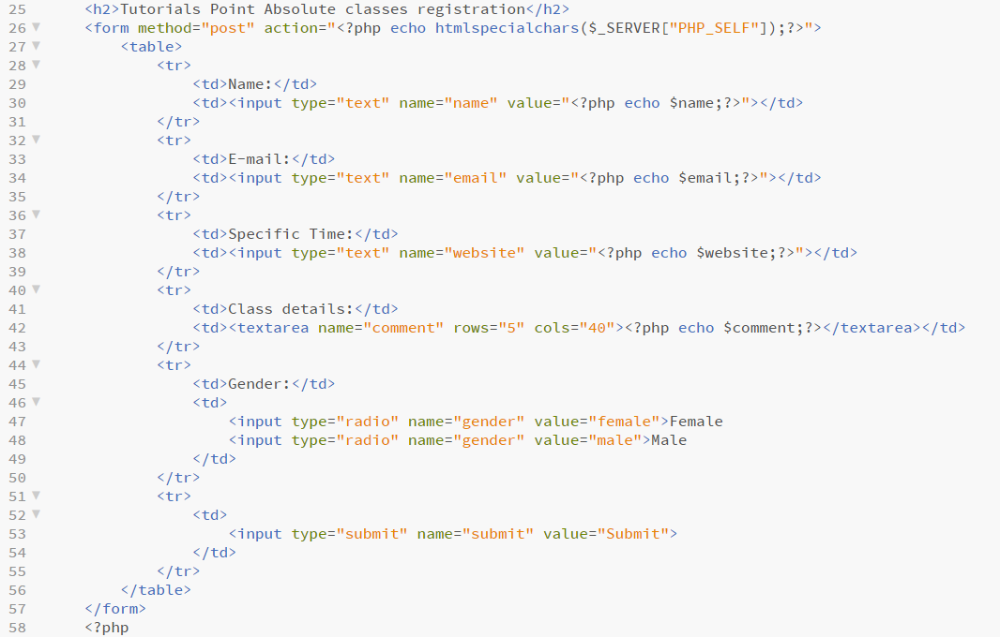 25 <h2>Tutorials Point Absolute classes registration</h2>
26 <form method="post" action="<?php echo htmlspecialchars($_SERVER["PHP_SELF"]);?>">
27 <table>
28 <tr>
29 <td>Name:</td>
30 <td><input type="text" name="name" value="<?php echo $name;?>"></td>
31 </tr>
32 <tr>
33 <td>E-mail:</td>
34 <td><input type="text" name="email" value="<?php echo $email;?>"></td>
35 </tr>
36 <tr>
37 <td>Specific Time:</td>
38 <td><input type="text" name="website" value="<?php echo $website;?>"></td>
39 </tr>
40 <tr>
41 <td>Class details:</td>
42 <td><textarea name="comment" rows="5" cols="40"><?php echo $comment;?></textarea></td>
43 </tr>
44 <tr>
45 <td>Gender:</td>
46 <td>
47 <input type="radio" name="gender" value="female">Female
48 <input type="radio" name="gender" value="male">Male
49 </td>
50 </tr>
51 <tr>
52 <td>
53 <input type="submit" name="submit" value="Submit">
54 </td>
55 </tr>
56 </table>
57 </form>
58 <?php